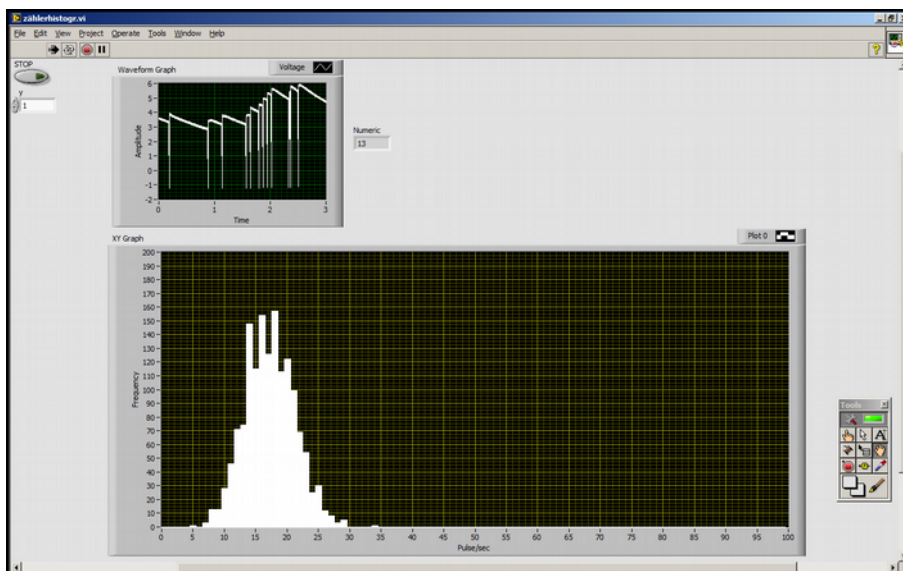 zählerhistogr.vi
File Edit View Project Operate Tools Window Help
STOP
y
1
Waveform Graph
Voltage
Amplitude
6
5
4
3
2
1
0
-1
-2
0 1 2 3
Time
Numeric
13
XY Graph
Plot 0
Frequency
200
190
180
170
160
150
140
130
120
110
100
90
80
70
60
50
40
30
20
10
0
0 5 10 15 20 25 30 35 40 45 50 55 60 65 70 75 80 85 90 95 100
Pulse/sec
Tools
A